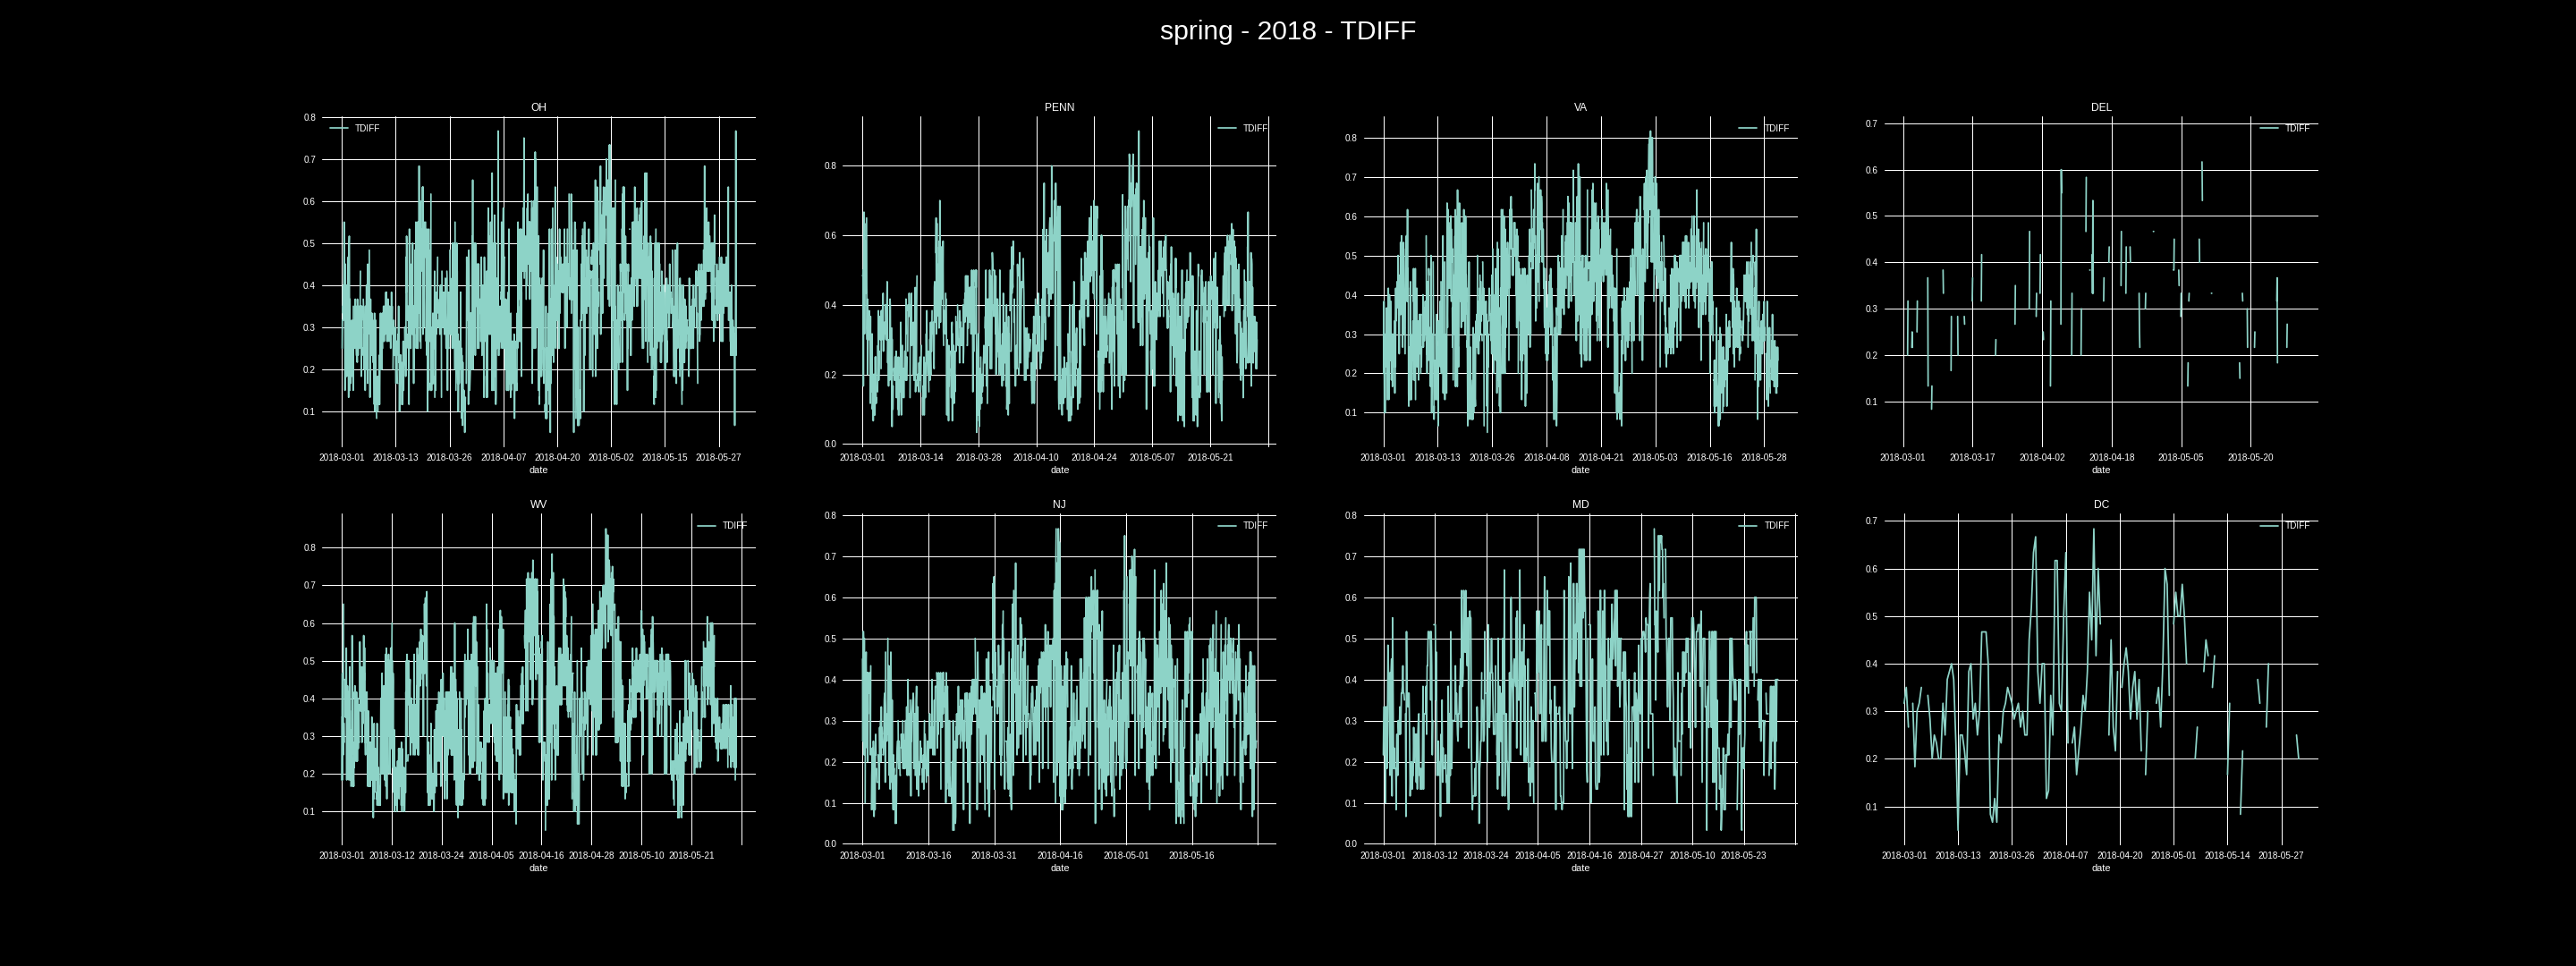 spring - 2018 - TDIFF
OH
TDIFF
0.8
0.7
0.6
0.5
0.4
0.3
0.2
0.1
2018-03-01 2018-03-13 2018-03-26 2018-04-07 2018-04-20 2018-05-02 2018-05-15 2018-05-27
date
PENN
TDIFF
0.8
0.6
0.4
0.2
0.0
2018-03-01 2018-03-14 2018-03-28 2018-04-10 2018-04-24 2018-05-07 2018-05-21
date
VA
TDIFF
0.8
0.7
0.6
0.5
0.4
0.3
0.2
0.1
2018-03-01 2018-03-13 2018-03-26 2018-04-08 2018-04-21 2018-05-03 2018-05-16 2018-05-28
date
DEL
TDIFF
0.7
0.6
0.5
0.4
0.3
0.2
0.1
2018-03-01 2018-03-17 2018-04-02 2018-04-18 2018-05-05 2018-05-20
date
WV
TDIFF
0.8
0.7
0.6
0.5
0.4
0.3
0.2
0.1
2018-03-01 2018-03-12 2018-03-24 2018-04-05 2018-04-16 2018-04-28 2018-05-10 2018-05-21
date
NJ
TDIFF
0.8
0.7
0.6
0.5
0.4
0.3
0.2
0.1
0.0
2018-03-01 2018-03-16 2018-03-31 2018-04-16 2018-05-01 2018-05-16
date
MD
TDIFF
0.8
0.7
0.6
0.5
0.4
0.3
0.2
0.1
0.0
2018-03-01 2018-03-12 2018-03-24 2018-04-05 2018-04-16 2018-04-27 2018-05-10 2018-05-23
date
DC
TDIFF
0.7
0.6
0.5
0.4
0.3
0.2
0.1
2018-03-01 2018-03-13 2018-03-26 2018-04-07 2018-04-20 2018-05-01 2018-05-14 2018-05-27
date